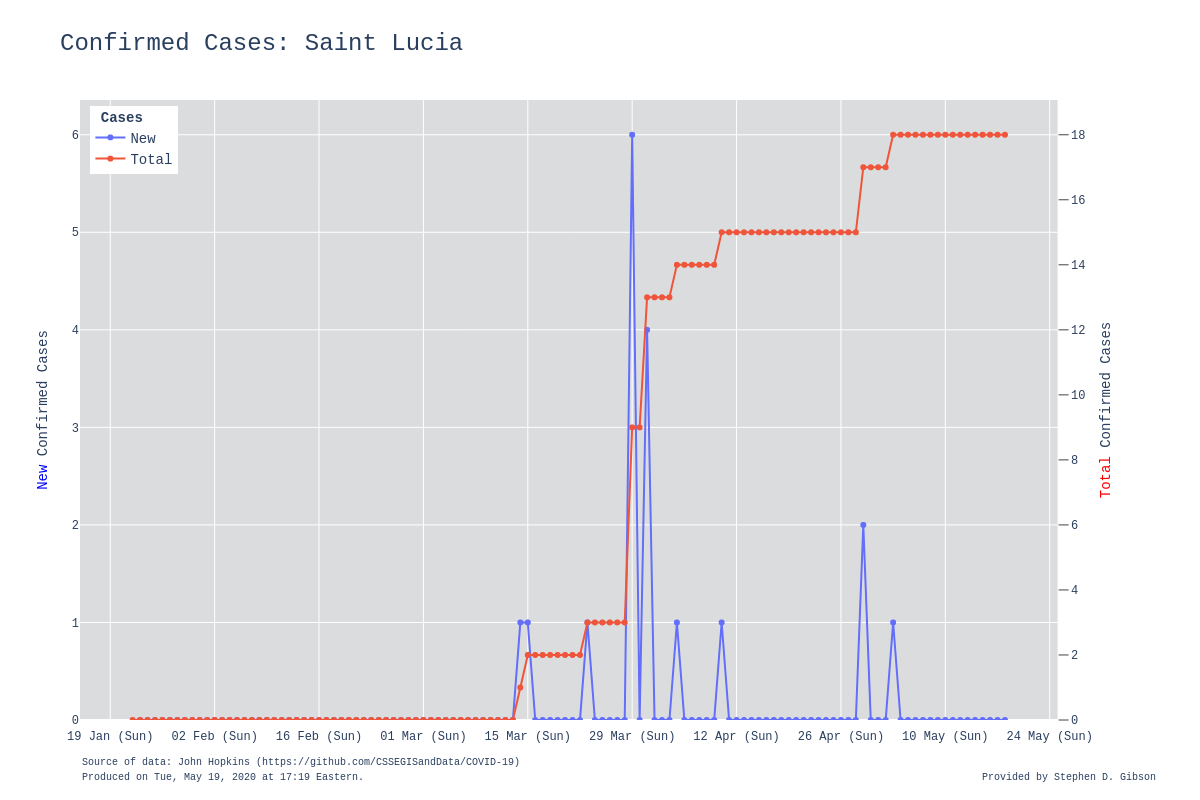 Confirmed Cases: Saint Lucia
Cases
New
Total
6
5
4
3
2
1
0
New Confirmed Cases
18
16
14
12
10
8
6
4
2
0
Total Confirmed Cases
19 Jan (Sun)
02 Feb (Sun)
16 Feb (Sun)
01 Mar (Sun)
15 Mar (Sun)
29 Mar (Sun)
12 Apr (Sun)
26 Apr (Sun)
10 May (Sun)
24 May (Sun)
Source of data: John Hopkins (https://github.com/CSSEGISandData/COVID-19)
Produced on Tue, May 19, 2020 at 17:19 Eastern.
Provided by Stephen D. Gibson